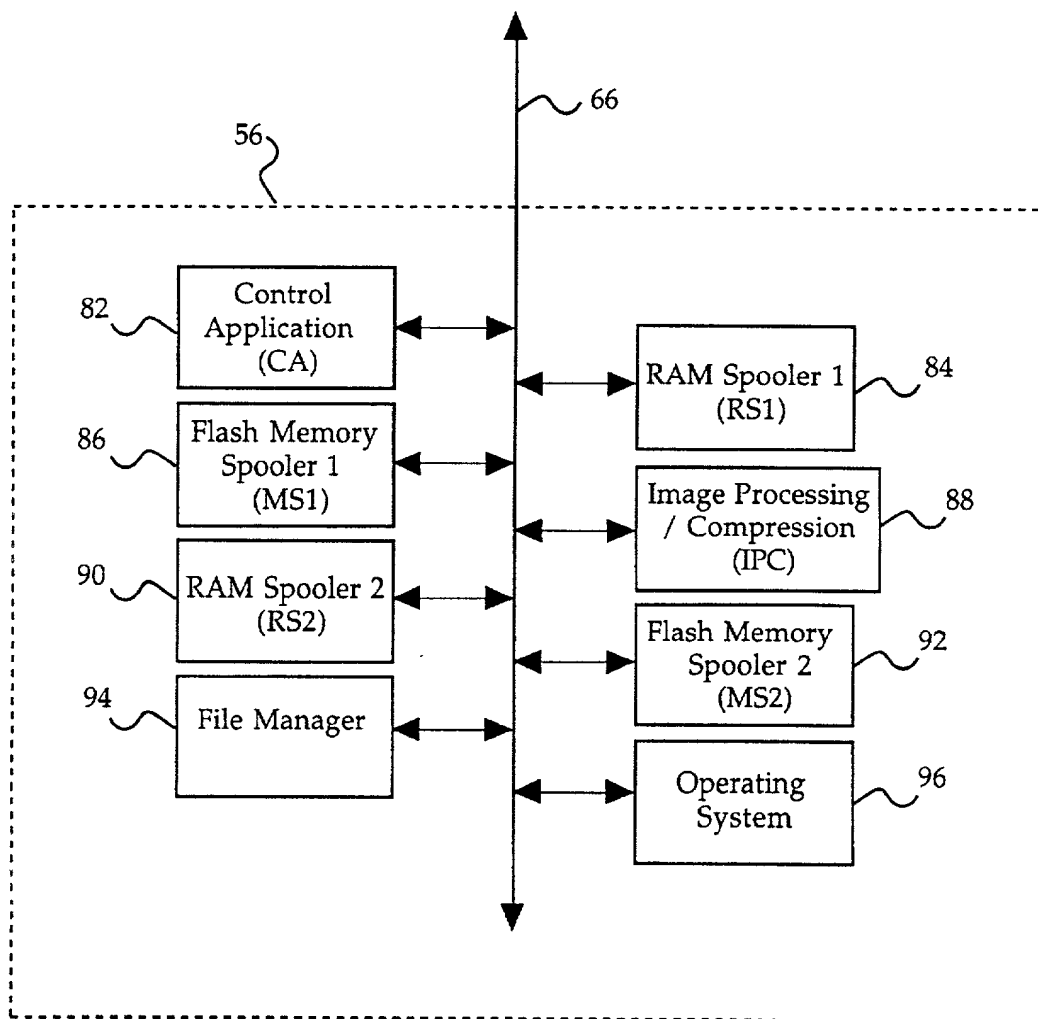 66
56
82
Control
Application
(CA)
RAM Spooler 1
(RS1)
84
86
Flash Memory
Spooler 1
(MS1)
Image Processing
/ Compression
(IPC)
88
90
RAM Spooler 2
(RS2)
Flash Memory
Spooler 2
(MS2)
92
94
File Manager
Operating
System
96